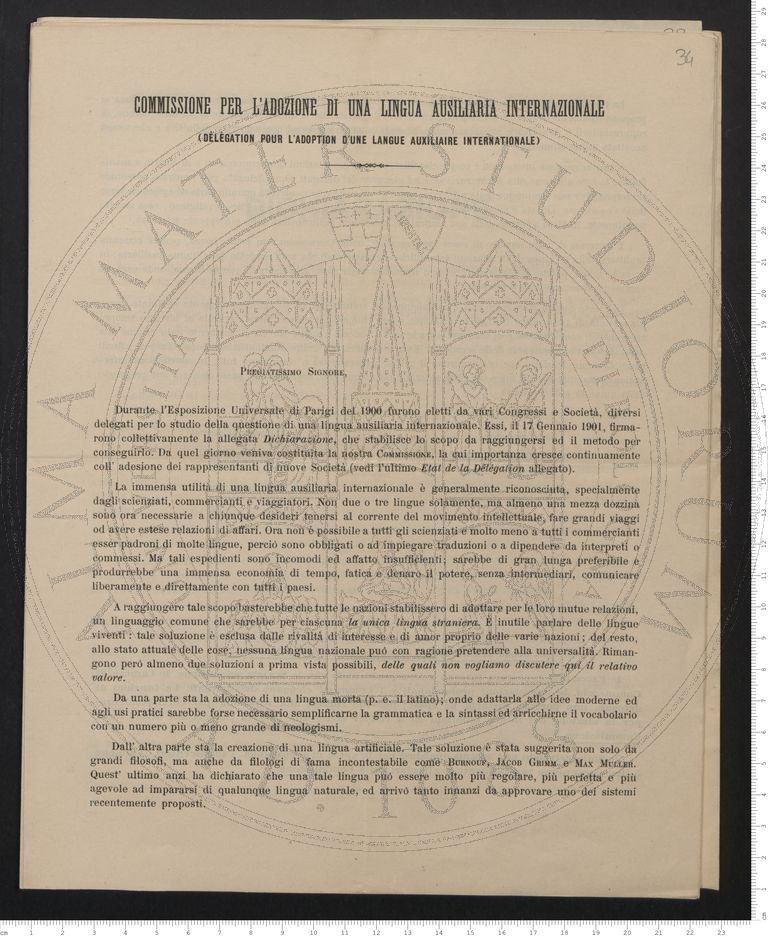 34
COMMISSIONE PER L'ADOZIONE DI UNA LINGUA AUSILIARIA INTERNAZIONALE
(DÉLÉGATION POUR L'ADOPTION D'UNE LANGUE AUXILIAIRE INTERNATIONALE)
PREGIATISSIMO SIGNORE,
Durante l'Esposizione Universale di Parigi del 1900 furono eletti da vari Congressi e Società, diversi
delegati per lo studio della questione di una lingua ausiliaria internazionale. Essi, il 17 Gennaio 1901, firma-
rono collettivamente la allegata Dichiarazione, che stabilisce lo scopo da raggiungersi ed il metodo per
conseguirlo. Da quel giorno veniva costituita la nostra COMMISSIONE, la cui importanza cresce continuamente
coll' adesione dei rappresentanti di nuove Società (vedi l'ultimo Etat de la Délégation allegato).
La immensa utilità di una lingua ausiliaria internazionale è generalmente riconosciuta, specialmente
dagli scienziati, commercianti e viaggiatori. Non due o tre lingue solamente, ma almeno una mezza dozzina
sono ora necessarie a chiunque desideri tenersi al corrente del movimento intellettuale, fare grandi viaggi
od avere estese relazioni di affari. Ora non è possibile a tutti gli scienziati e molto meno a tutti i commercianti
esser padroni di molte lingue, perciò sono obbligati o ad impiegare traduzioni o a dipendere da interpreti o
commessi. Ma tali espedienti sono incomodi ed affatto insufficienti; sarebbe di gran lunga preferibile e
produrrebbe una immensa economia di tempo, fatica e denaro il potere, senza intermediari, comunicare
liberamente e direttamente con tutti i paesi.
A raggiungere tale scopo basterebbe che tutte le nazioni stabilissero di adottare per le loro mutue relazioni,
un linguaggio comune che sarebbe per ciascuna la unica lingua straniera. È inutile parlare delle lingue
viventi: tale soluzione è esclusa dalle rivalità di interesse e di amor proprio delle varie nazioni; del resto,
allo stato attuale delle cose, nessuna lingua nazionale può con ragione pretendere alla universalità. Riman-
gono però almeno due soluzioni a prima vista possibili, delle quali non vogliamo discutere qui il relativo
valore.
Da una parte sta la adozione di una lingua morta (p. e. il latino); onde adattarla alle idee moderne ed
agli usi pratici sarebbe forse necessario semplificarne la grammatica e la sintassi ed arricchirne il vocabolario
con un numero più o meno grande di neologismi.
Dall' altra parte sta la creazione di una lingua artificiale. Tale soluzione è stata suggerita non solo da
grandi filosofi, ma anche da filologi di fama incontestabile come BURNOUF, JACOB GRIMM e MAX MULLER.
Quest' ultimo anzi ha dichiarato che una tale lingua può essere molto più regolare, più perfetta e più
agevole ad impararsi di qualunque lingua naturale, ed arrivò tanto innanzi da approvare uno dei sistemi
recentemente proposti.
ALMA MATER STUDIORUM
LIBERTAS